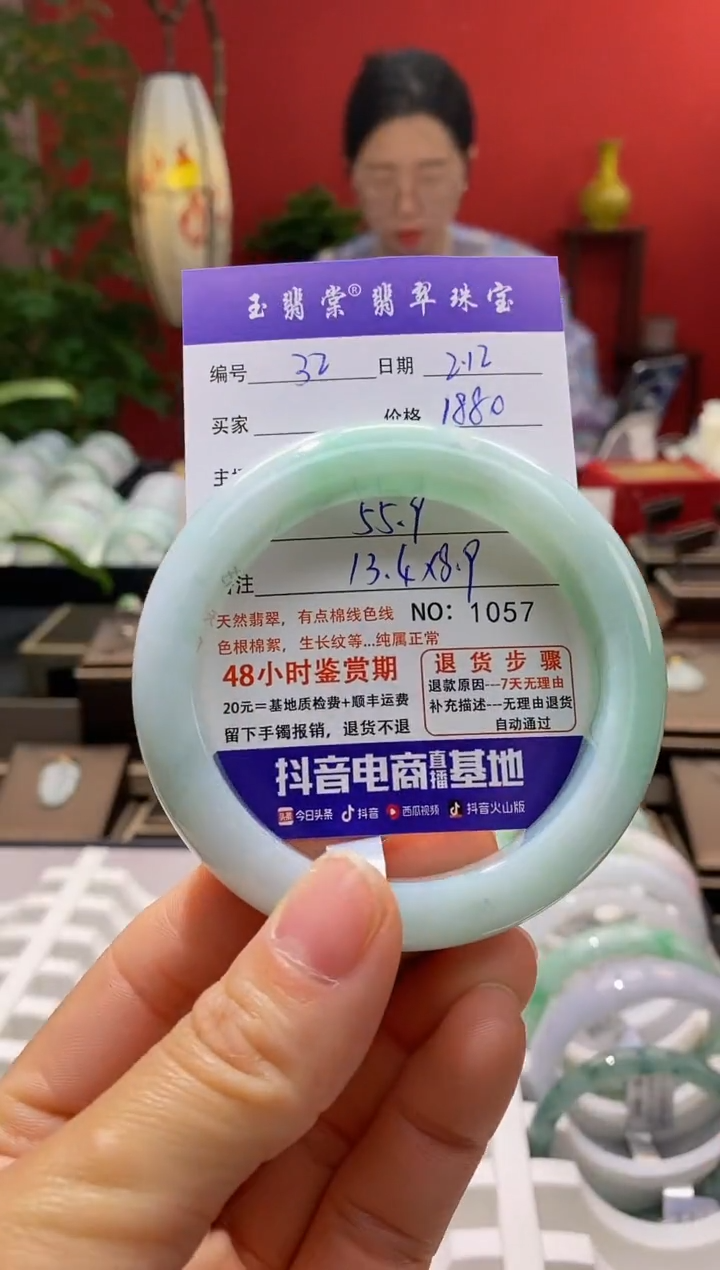 玉翡棠® 翡翠珠宝
编号 32 日期 2.12
买家 价格 1880
55.9
注 13.4x8.9
天然翡翠，有点棉线色线 NO：1057
色根棉絮，生长纹等...纯属正常
48小时鉴赏期
20元=基地质检费+顺丰运费
留下手镯报销，退货不退
退货步骤
退款原因---7天无理由
补充描述---无理由退货
自动通过
抖音电商直播基地
头条 今日头条 抖音 西瓜视频 抖音火山版